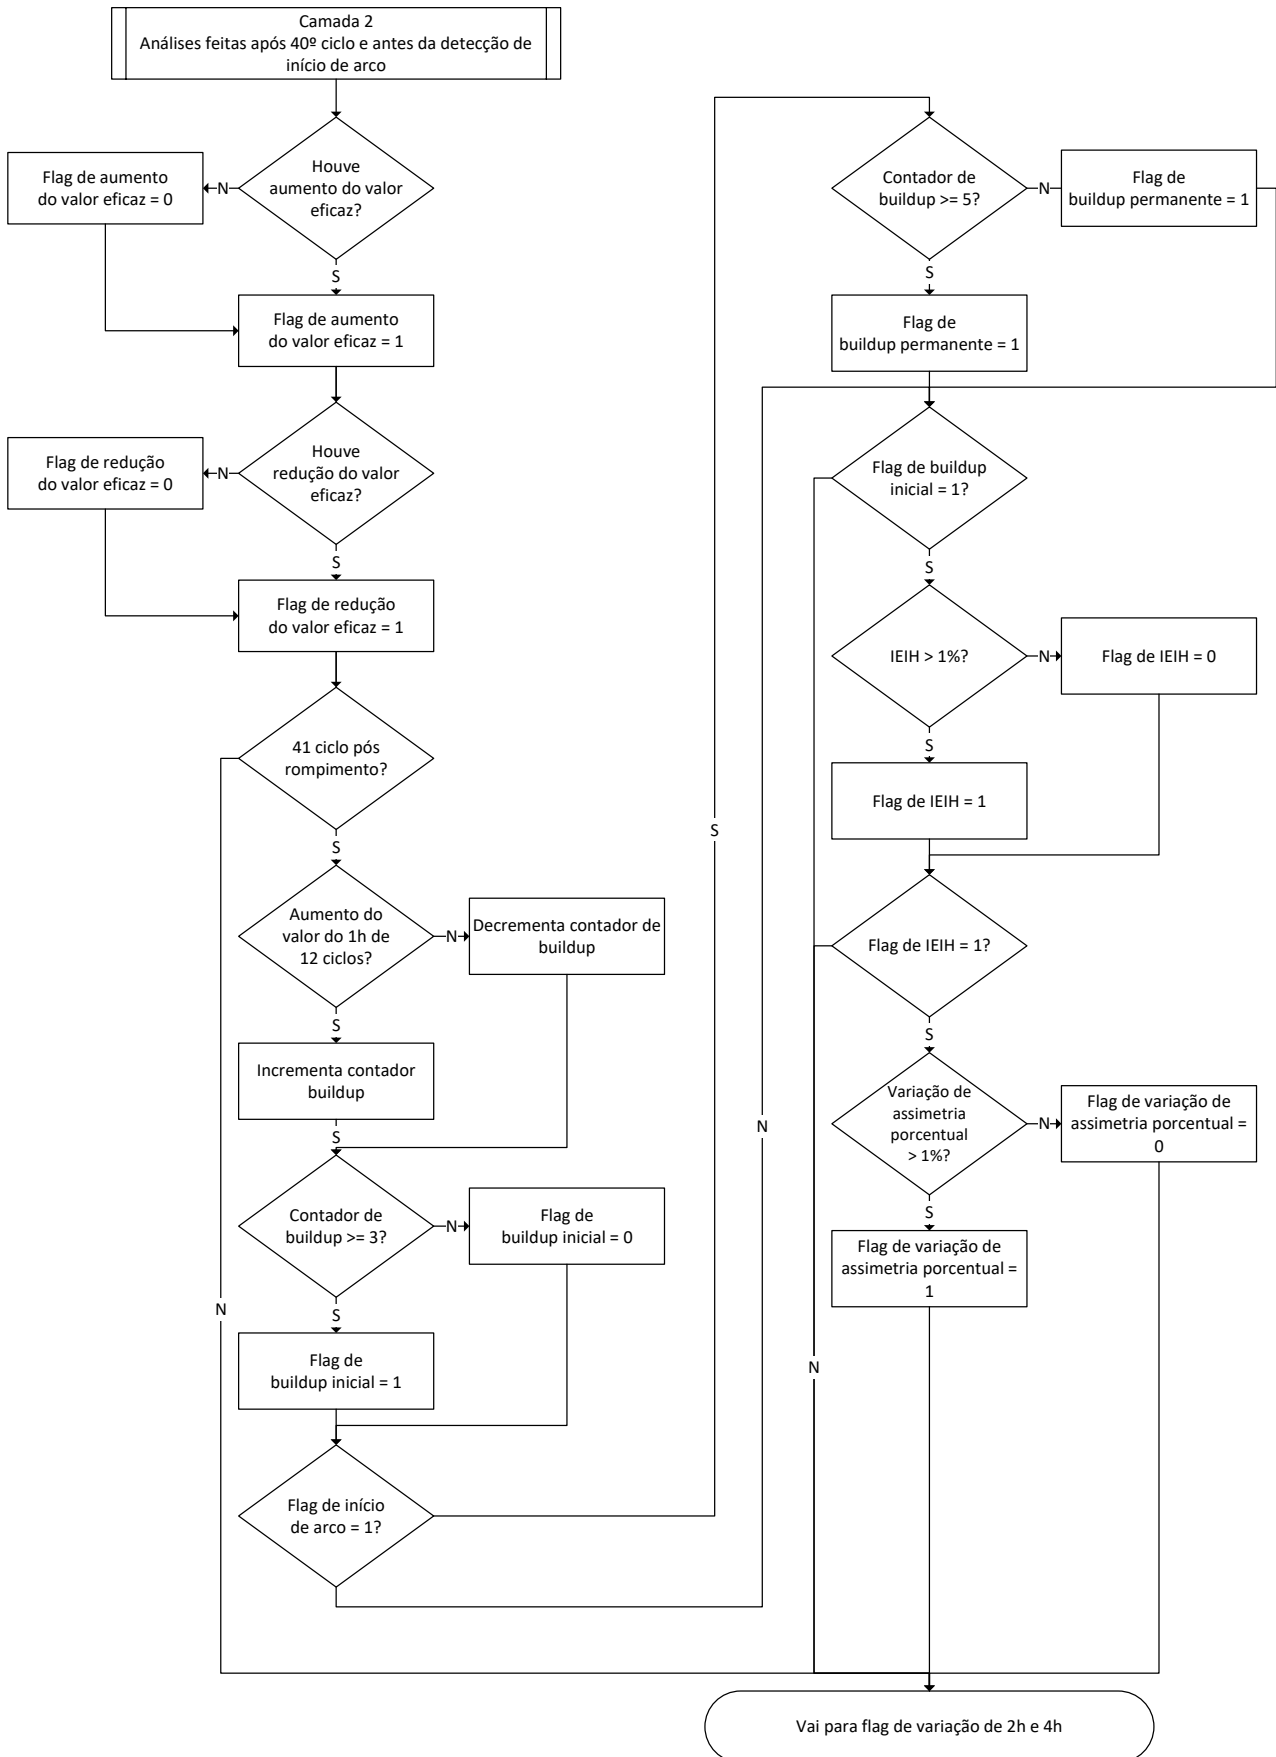 Camada 2
Análises feitas após 40º ciclo e antes da detecção de
início de arco
Houve
aumento do valor
eficaz?
N
Flag de aumento
do valor eficaz = 0
S
Flag de aumento
do valor eficaz = 1
Houve
redução do valor
eficaz?
N
Flag de redução
do valor eficaz = 0
S
Flag de redução
do valor eficaz = 1
41 ciclo pós
rompimento?
N
S
Aumento do
valor do 1h de
12 ciclos?
N
Decrementa contador de
buildup
S
Incrementa contador
buildup
S
Contador de
buildup >= 3?
N
Flag de
buildup inicial = 0
S
Flag de
buildup inicial = 1
Flag de início
de arco = 1?
S
N
Contador de
buildup >= 5?
N
Flag de
buildup permanente = 1
S
Flag de
buildup permanente = 1
Flag de buildup
inicial = 1?
S
IEIH > 1%?
N
Flag de IEIH = 0
S
Flag de IEIH = 1
Flag de IEIH = 1?
N
S
Variação de
assimetria
porcentual
> 1%?
N
Flag de variação de
assimetria porcentual =
0
S
Flag de variação de
assimetria porcentual =
1
Vai para flag de variação de 2h e 4h